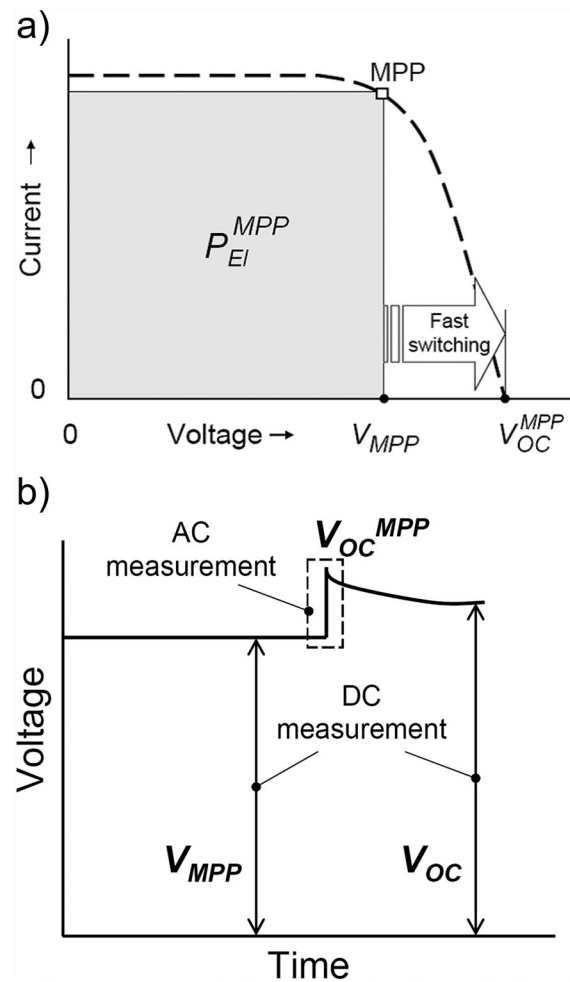 a)
MPP
Current →
P_El^MPP
Fast
switching
0
0
Voltage →
V_MPP
V_OC^MPP
b)
AC
measurement
V_OC^MPP
Voltage
DC
measurement
V_MPP
V_OC
Time